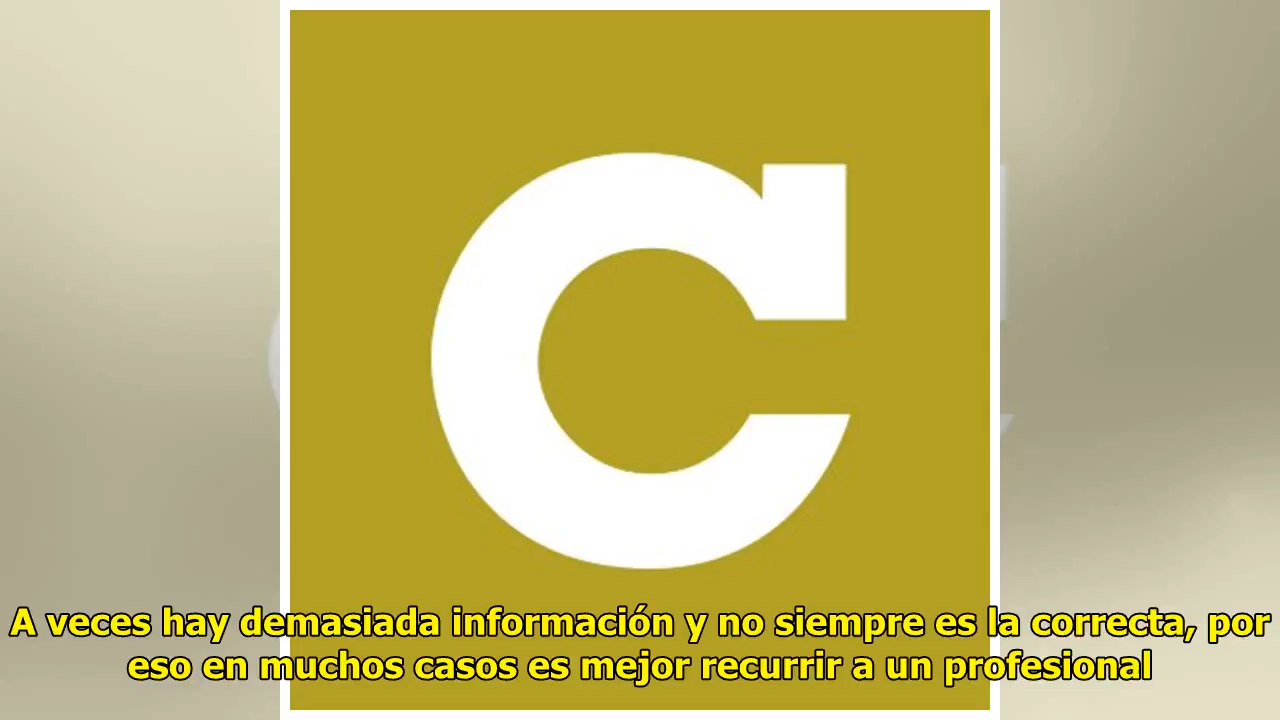 C
A veces hay demasiada información y no siempre es la correcta, por
eso en muchos casos es mejor recurrir a un profesional